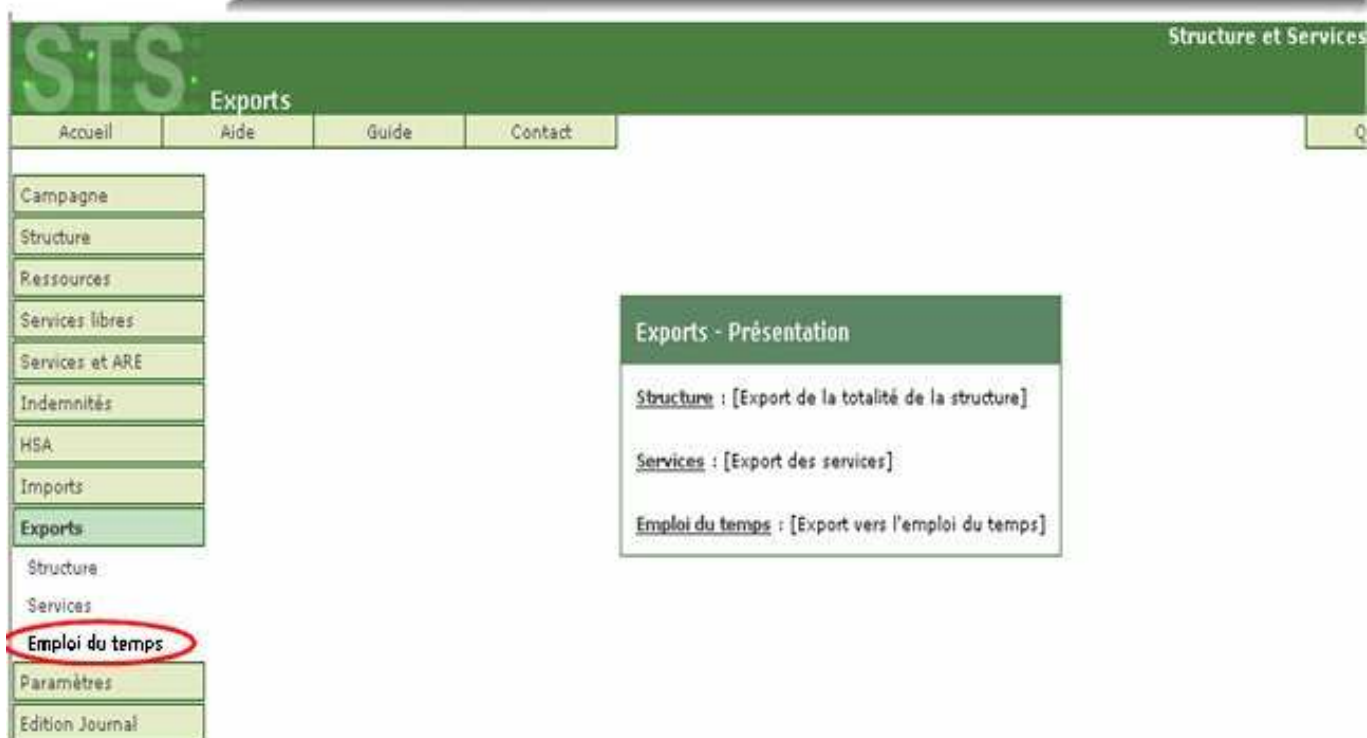 STS
Structure et Services
Exports
Accueil
Aide
Guide
Contact
Q
Campagne
Structure
Ressources
Services libres
Services et ARE
Indemnités
HSA
Imports
Exports
Structure
Services
Emploi du temps
Paramètres
Edition Journal
Exports - Présentation
Structure : [Export de la totalité de la structure]
Services : [Export des services]
Emploi du temps : [Export vers l'emploi du temps]